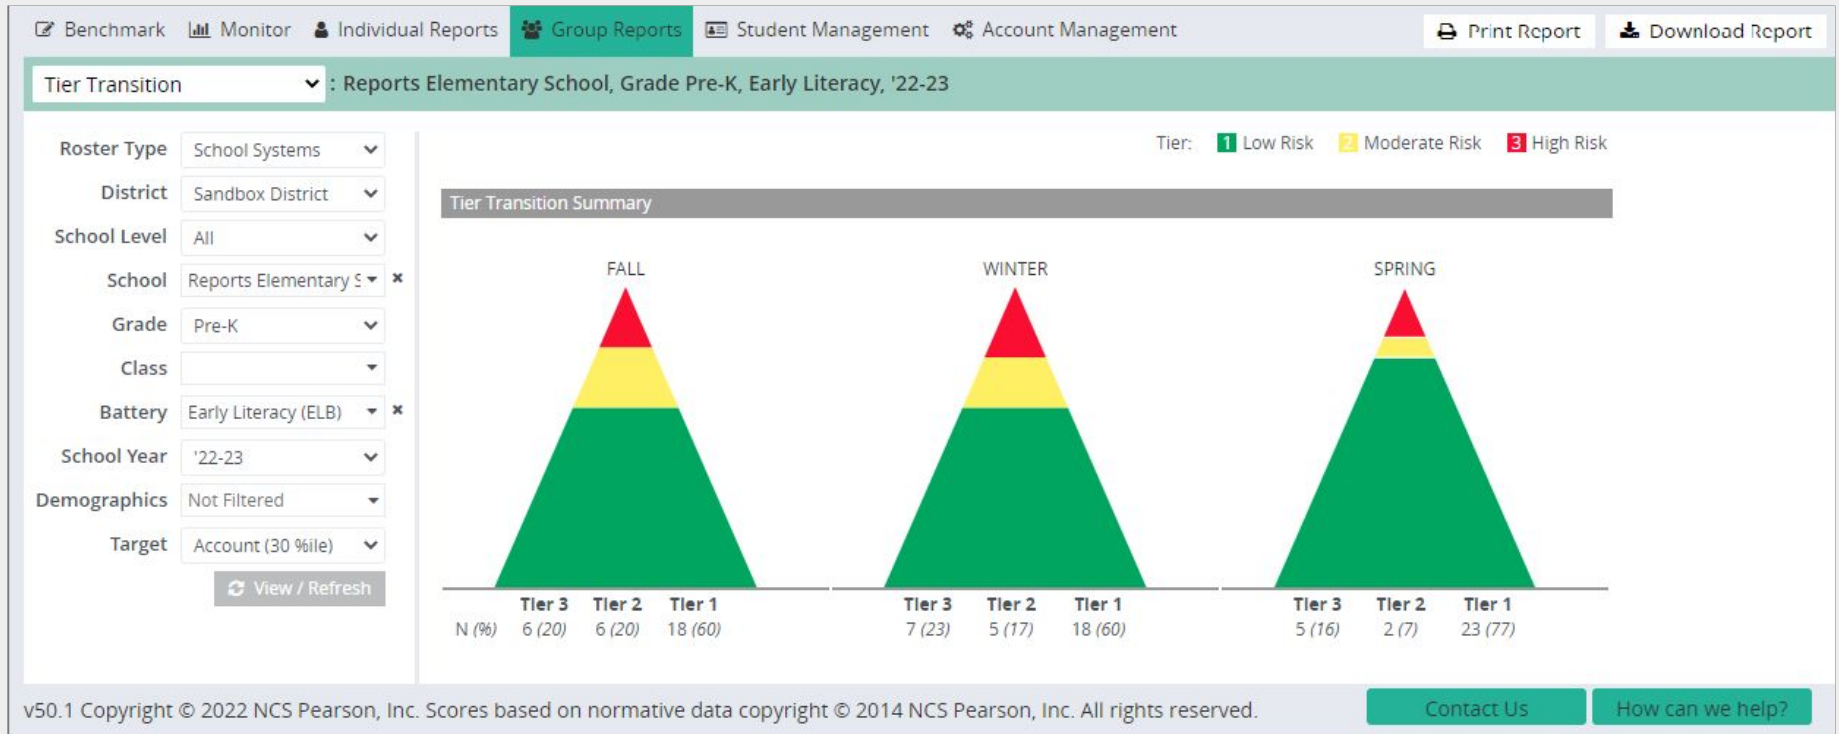 Benchmark Monitor Individual Reports Group Reports Student Management Account Management Print Report Download Report
Tier Transition : Reports Elementary School, Grade Pre-K, Early Literacy, '22-23
Roster Type School Systems
District Sandbox District
School Level All
School Reports Elementary S
Grade Pre-K
Class
Battery Early Literacy (ELB)
School Year '22-23
Demographics Not Filtered
Target Account (30 %ile)
View / Refresh
Tier: 1 Low Risk 2 Moderate Risk 3 High Risk
Tier Transition Summary
FALL WINTER SPRING
Tier 3 Tier 2 Tier 1 Tier 3 Tier 2 Tier 1 Tier 3 Tier 2 Tier 1
N (%) 6 (20) 6 (20) 18 (60) 7 (23) 5 (17) 18 (60) 5 (16) 2 (7) 23 (77)
v50.1 Copyright © 2022 NCS Pearson, Inc. Scores based on normative data copyright © 2014 NCS Pearson, Inc. All rights reserved.
Contact Us How can we help?